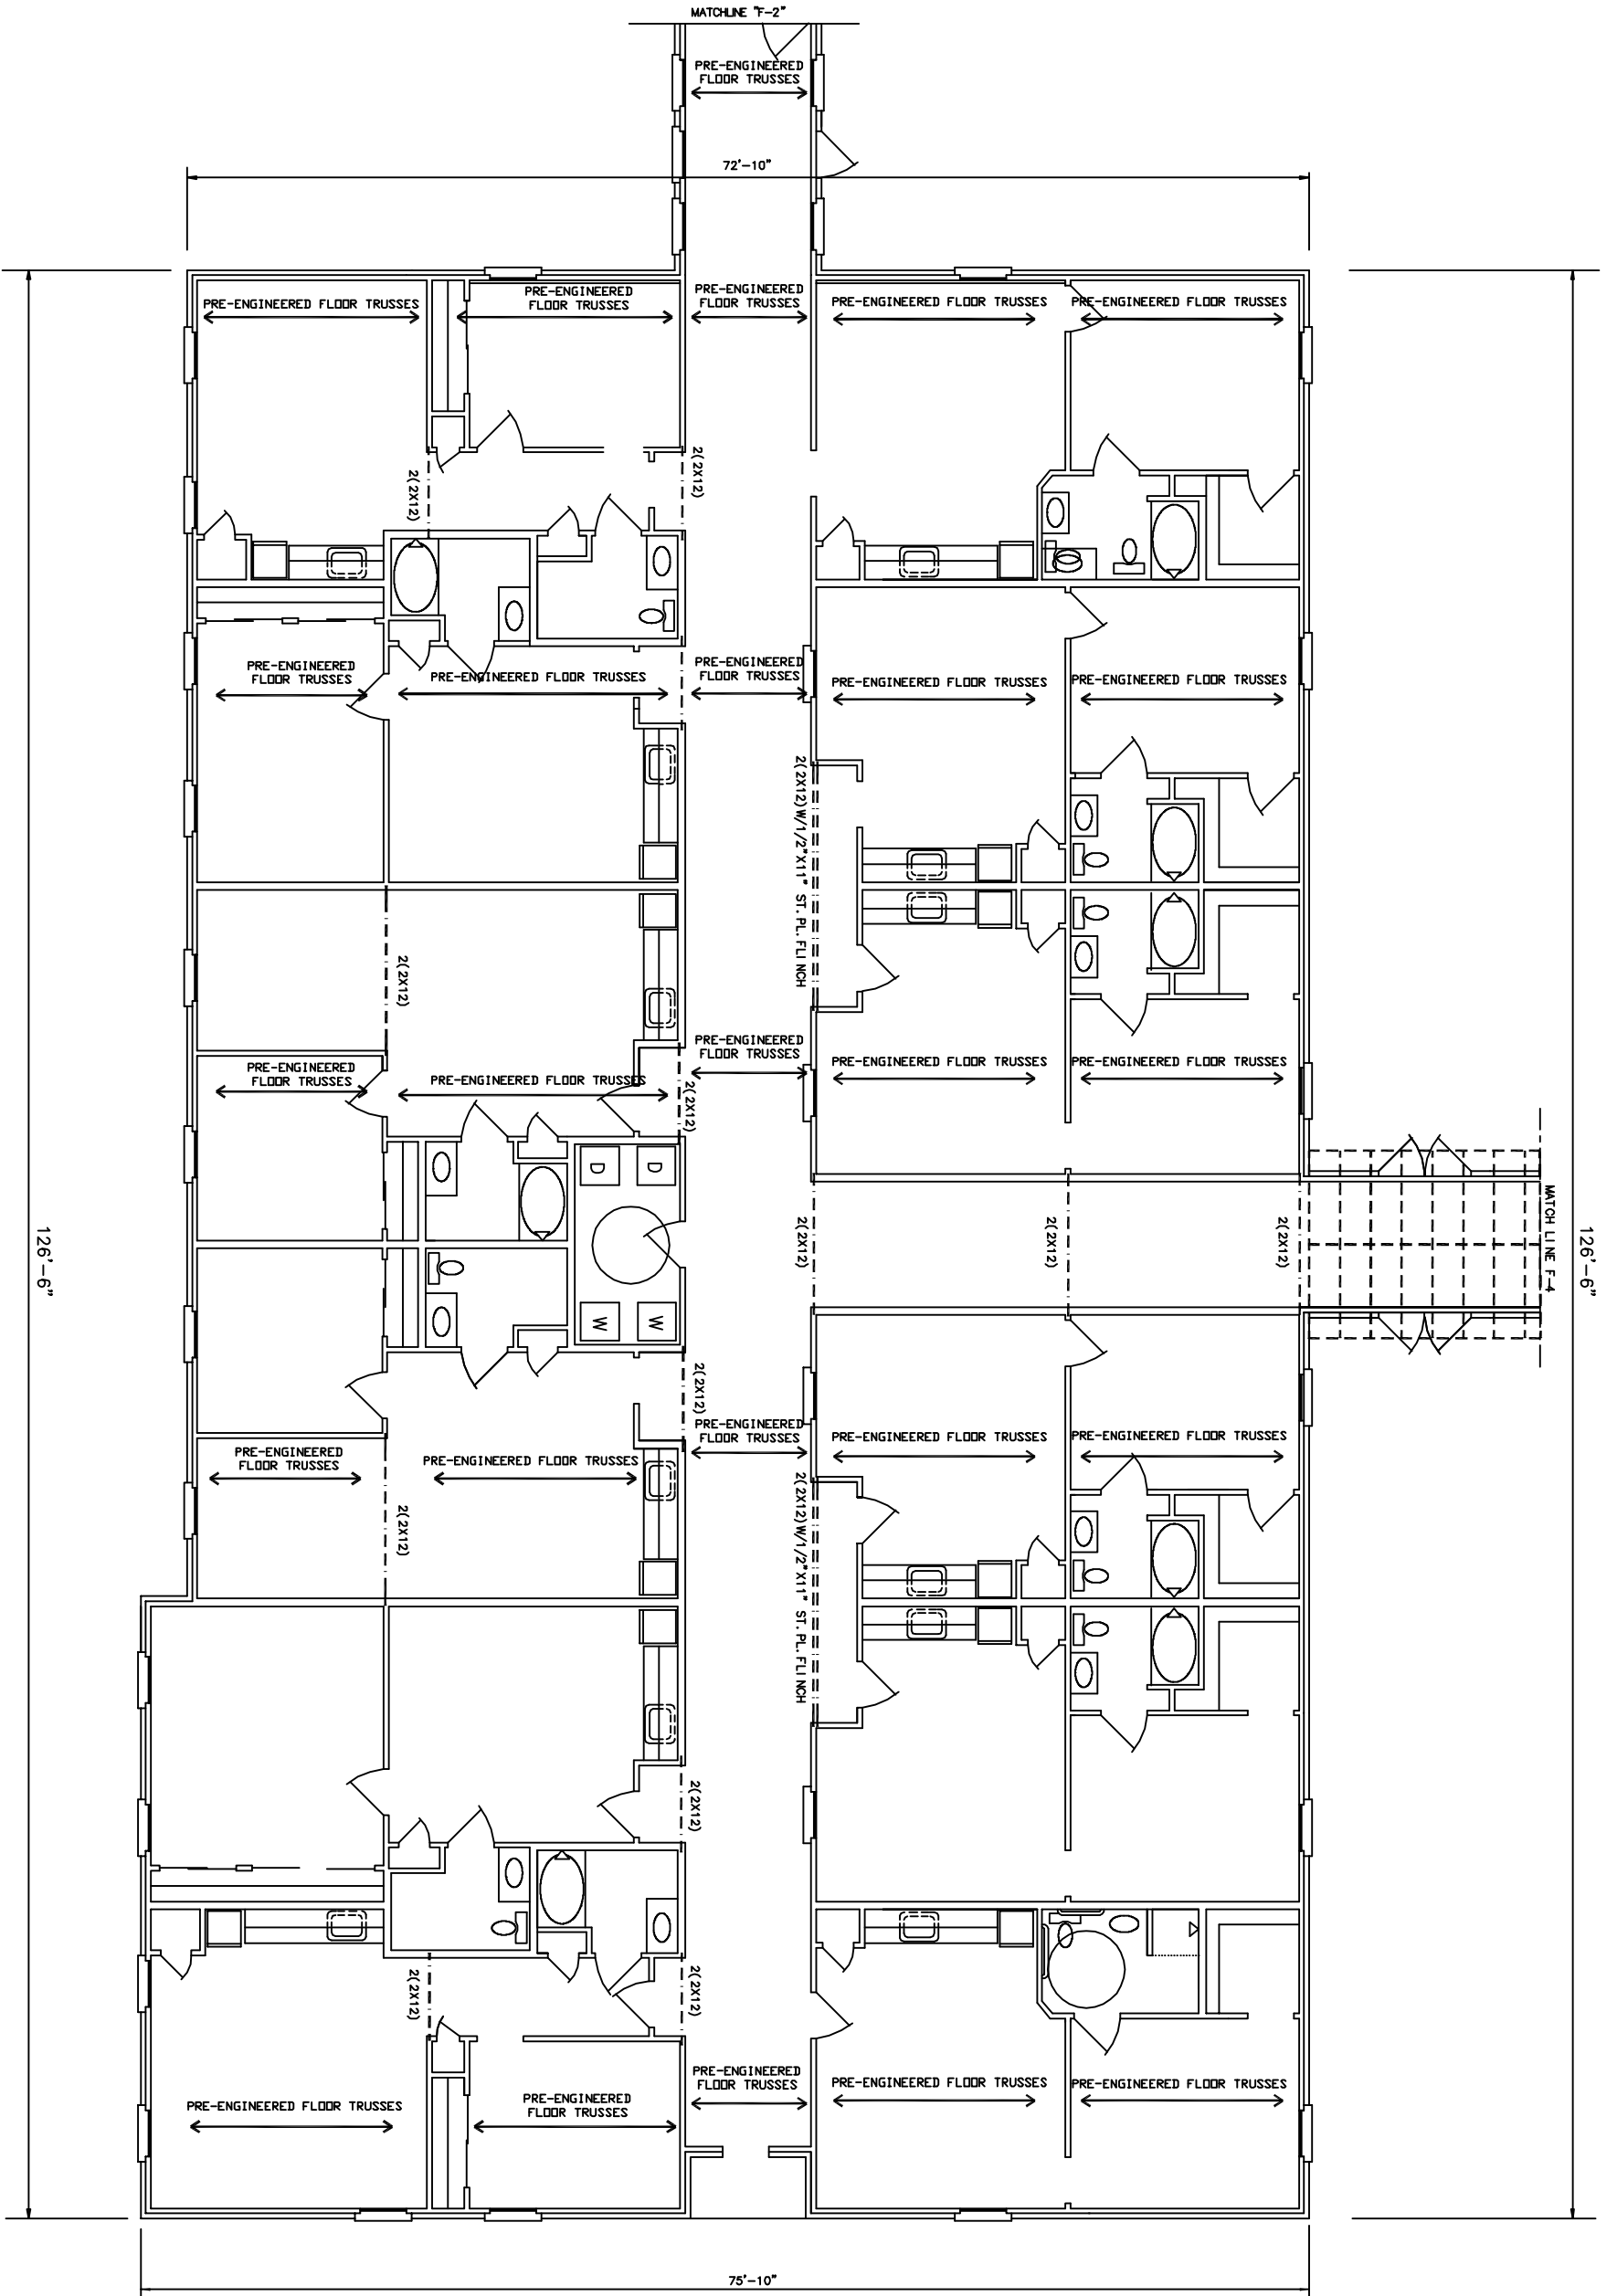 MATCHLINE "F-2"
PRE-ENGINEERED
FLOOR TRUSSES
72'-10"
PRE-ENGINEERED FLOOR TRUSSES
PRE-ENGINEERED
FLOOR TRUSSES
PRE-ENGINEERED
FLOOR TRUSSES
PRE-ENGINEERED FLOOR TRUSSES
PRE-ENGINEERED FLOOR TRUSSES
2(2X12)
2(2X12)
PRE-ENGINEERED
FLOOR TRUSSES
PRE-ENGINEERED FLOOR TRUSSES
PRE-ENGINEERED
FLOOR TRUSSES
PRE-ENGINEERED FLOOR TRUSSES
PRE-ENGINEERED FLOOR TRUSSES
2(2X12)W/1/2"X11" ST. PL. FLINCH
2(2X12)
PRE-ENGINEERED
FLOOR TRUSSES
PRE-ENGINEERED FLOOR TRUSSES
PRE-ENGINEERED
FLOOR TRUSSES
PRE-ENGINEERED FLOOR TRUSSES
PRE-ENGINEERED FLOOR TRUSSES
2(2X12)
D
D
126'-6"
2(2X12)
2(2X12)
2(2X12)
MATCH LINE F-4
126'-6"
W
W
2(2X12)
PRE-ENGINEERED
FLOOR TRUSSES
PRE-ENGINEERED FLOOR TRUSSES
PRE-ENGINEERED
FLOOR TRUSSES
PRE-ENGINEERED FLOOR TRUSSES
PRE-ENGINEERED FLOOR TRUSSES
2(2X12)
2(2X12)W/1/2"X11" ST. PL. FLINCH
2(2X12)
2(2X12)
2(2X12)
PRE-ENGINEERED FLOOR TRUSSES
PRE-ENGINEERED
FLOOR TRUSSES
PRE-ENGINEERED
FLOOR TRUSSES
PRE-ENGINEERED FLOOR TRUSSES
PRE-ENGINEERED FLOOR TRUSSES
75'-10"